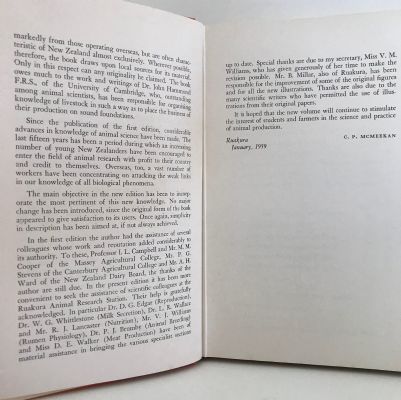 markedly from those operating overseas, but are often charac-
teristic of New Zealand almost exclusively. Wherever possible,
therefore, the book draws upon local sources for its material.
Only in this respect can any originality be claimed. The book
owes much to the work and writings of Dr. John Hammond
F.R.S., of the University of Cambridge, who, outstanding
among animal scientists, has been responsible for organising
knowledge of livestock in such a way as to place the business of
their production on sound foundations.
Since the publication of the first edition, considerable
advances in knowledge of animal science have been made. The
last fifteen years has been a period during which an increasing
number of young New Zealanders have been encouraged to
enter the field of animal research with profit to their country
and credit to themselves. Overseas, too, a vast number of
workers have been concentrating on attacking the weak links
in our knowledge of all biological phenomena.
The main objective in the new edition has been to incor-
porate the most pertinent of this new knowledge. No major
change has been introduced, since the original form of the book
appeared to give satisfaction to its users. Once again, simplicity
in description has been aimed at, if not always achieved.
In the first edition the author had the assistance of several
colleagues whose work and reputation added considerably to
its authority. To these, Professor I. L. Campbell and Mr. M. M.
Cooper of the Massey Agricultural College, Mr. P. G.
Stevens of the Canterbury Agricultural College and Mr. A. H.
Ward of the New Zealand Dairy Board, the thanks of the
author are still due. In the present edition it has been more
convenient to seek the assistance of scientific colleagues at the
Ruakura Animal Research Station. Their help is gratefully
acknowledged. In particular Dr. D. G. Edgar (Reproduction),
Dr. W. G. Whittlestone (Milk Secretion), Dr. L. R. Wallace
and Mr. R. J. Lancaster (Nutrition), Mr. V. J. Williams
(Rumen Physiology), Dr. P. J. Brumby (Animal Breeding)
and Miss D. E. Walker (Meat Production) have been of
material assistance in bringing the various specialist sections
up to date. Special thanks are due to my secretary, Miss V. M.
Williams, who has given generously of her time to make the
revision possible. Mr. B. Millar, also of Ruakura, has been
responsible for the improvement of some of the original figures
and for all the new illustrations. Thanks are also due to the
many scientific writers who have permitted the use of illus-
trations from their original papers.
It is hoped that the new volume will continue to stimulate
the interest of students and farmers in the science and practice
of animal production.
C. P. MCMEEKAN
Ruakura
January, 1959